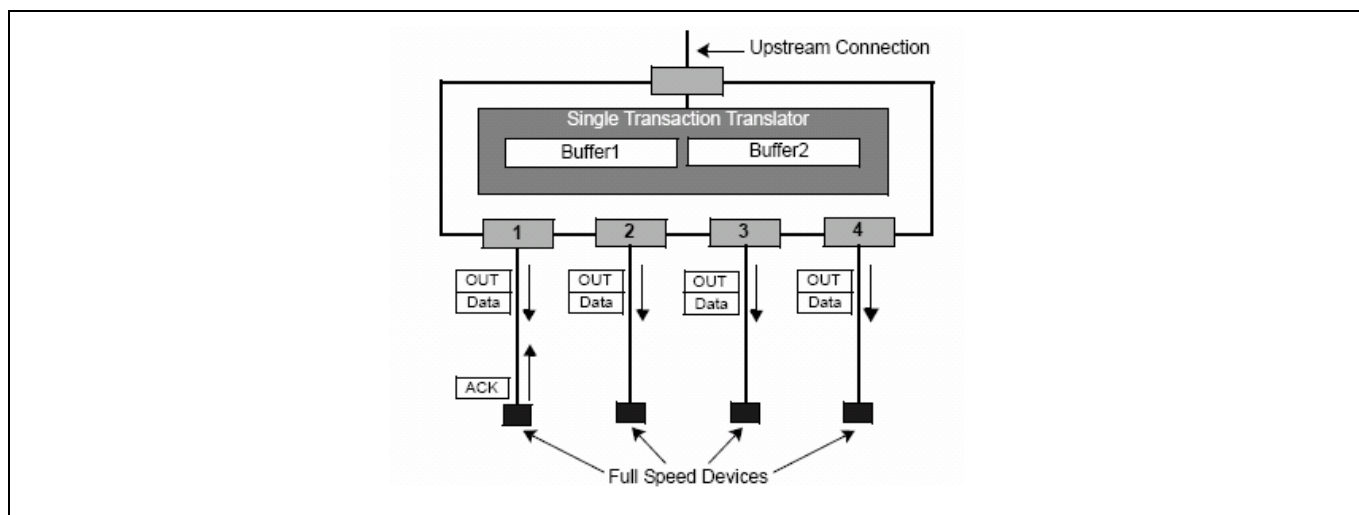 Upstream Connection
Single Transaction Translator
Buffer1 Buffer2
1 2 3 4
OUT OUT OUT OUT
Data Data Data Data
ACK
Full Speed Devices